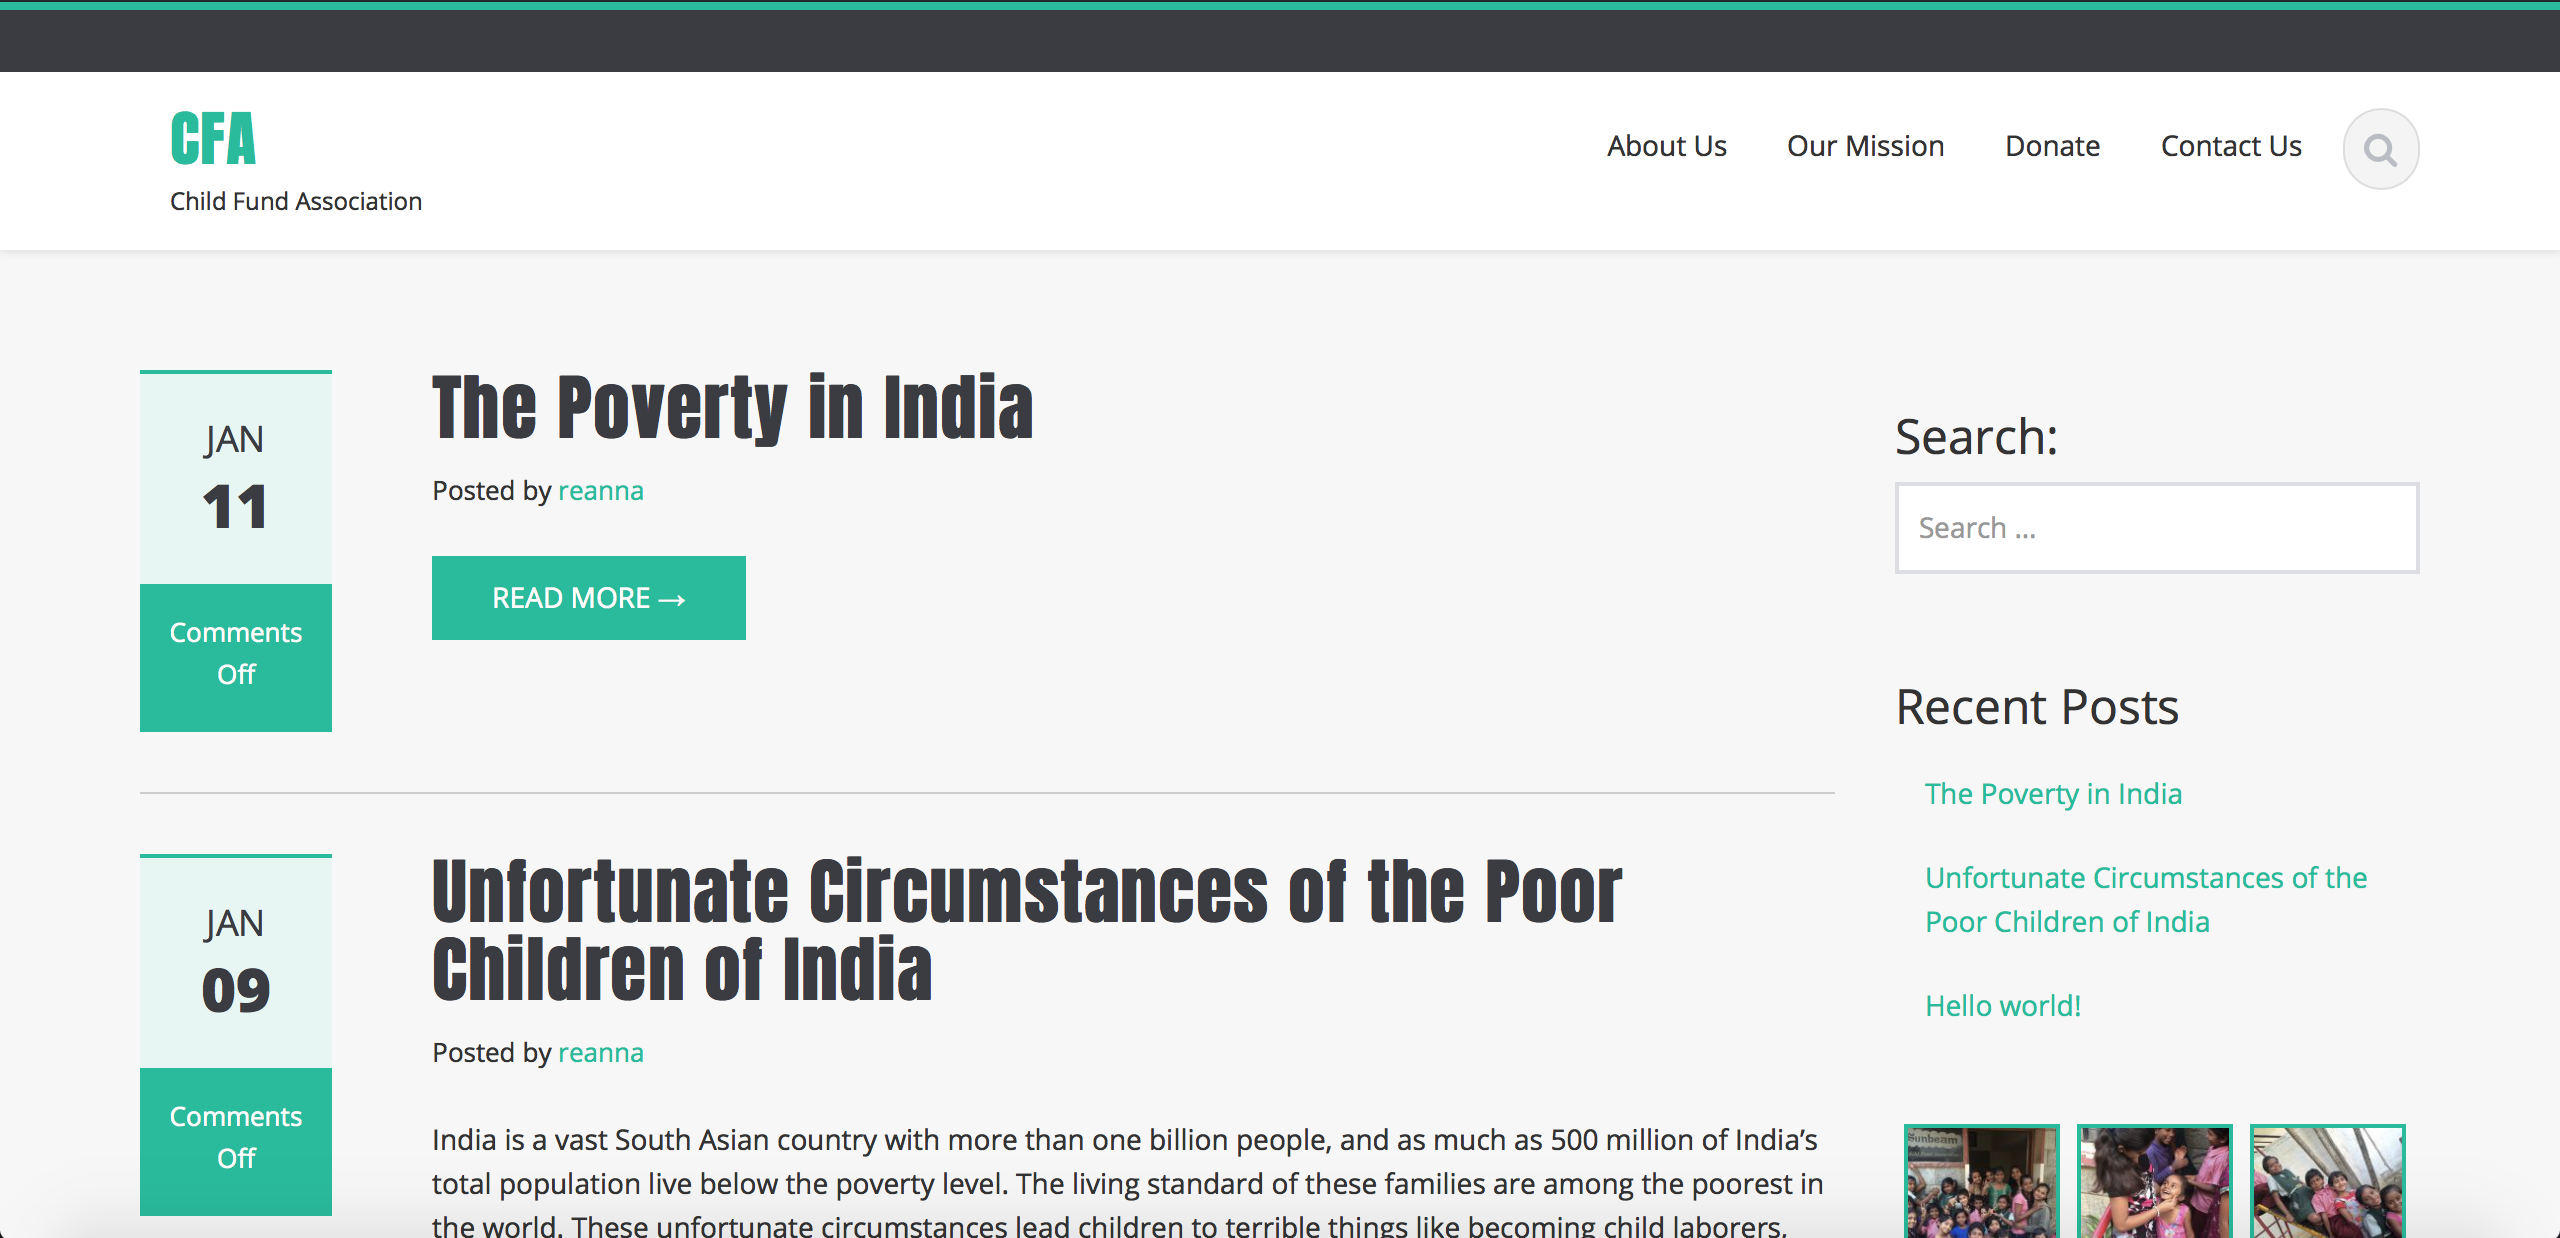 CFA
Child Fund Association
About Us
Our Mission
Donate
Contact Us
JAN
11
Comments
Off
The Poverty in India
Posted by reanna
READ MORE →
JAN
09
Comments
Off
Unfortunate Circumstances of the Poor
Children of India
Posted by reanna
India is a vast South Asian country with more than one billion people, and as much as 500 million of India’s
total population live below the poverty level. The living standard of these families are among the poorest in
the world. These unfortunate circumstances lead children to terrible things like becoming child laborers,
Search:
Search ...
Recent Posts
The Poverty in India
Unfortunate Circumstances of the
Poor Children of India
Hello world!
Sunbeam